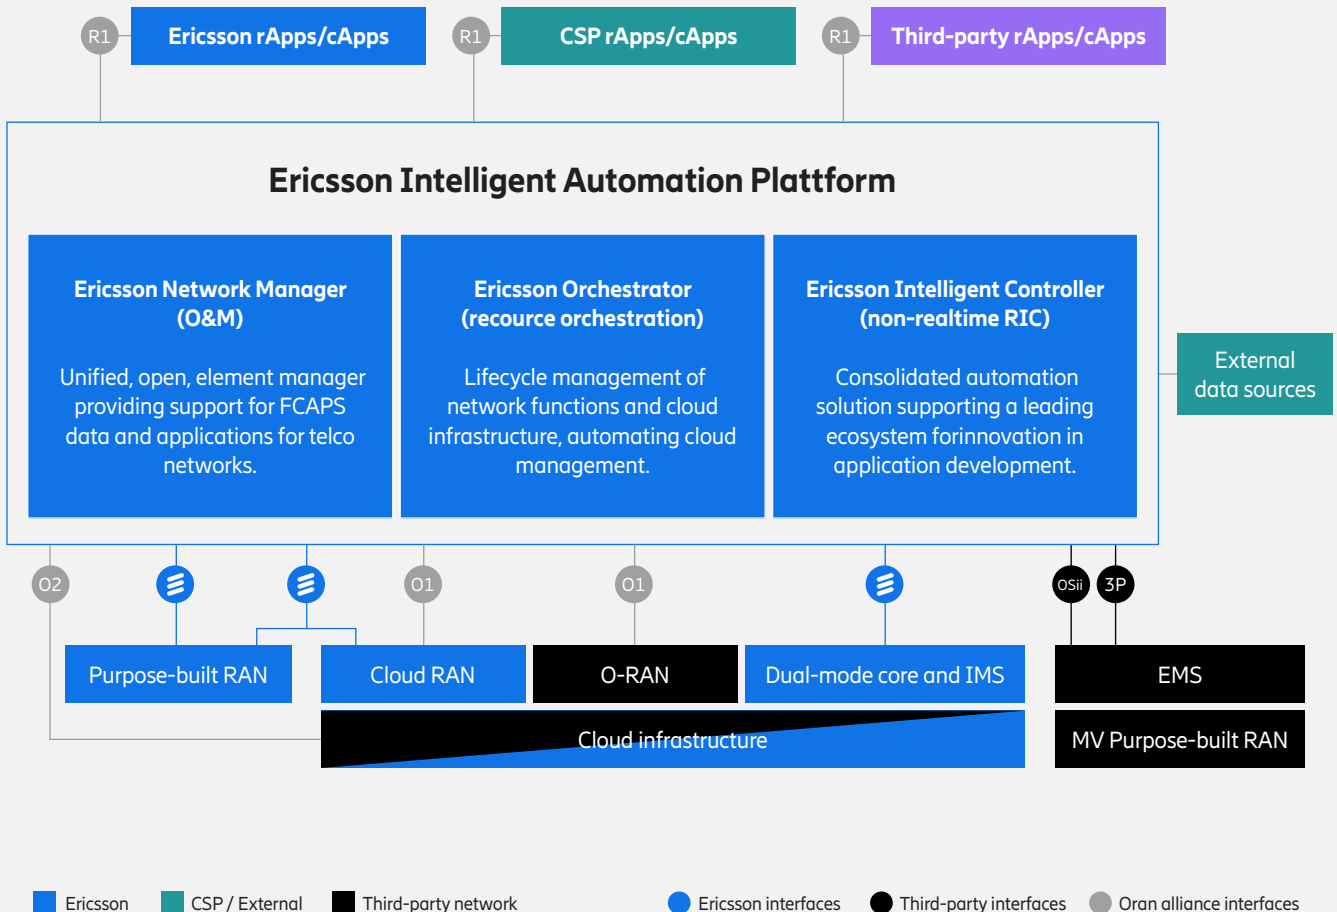 R1
Ericsson rApps/cApps
R1
CSP rApps/cApps
R1
Third-party rApps/cApps
Ericsson Intelligent Automation Plattform
Ericsson Network Manager
(O&M)
Unified, open, element manager
providing support for FCAPS
data and applications for telco
networks.
Ericsson Orchestrator
(recource orchestration)
Lifecycle management of
network functions and cloud
infrastructure, automating cloud
management.
Ericsson Intelligent Controller
(non-realtime RIC)
Consolidated automation
solution supporting a leading
ecosystem forinnovation in
application development.
External
data sources
O2
O1
O1
OSii
3P
Purpose-built RAN
Cloud RAN
O-RAN
Dual-mode core and IMS
EMS
Cloud infrastructure
MV Purpose-built RAN
Ericsson
CSP / External
Third-party network
Ericsson interfaces
Third-party interfaces
Oran alliance interfaces